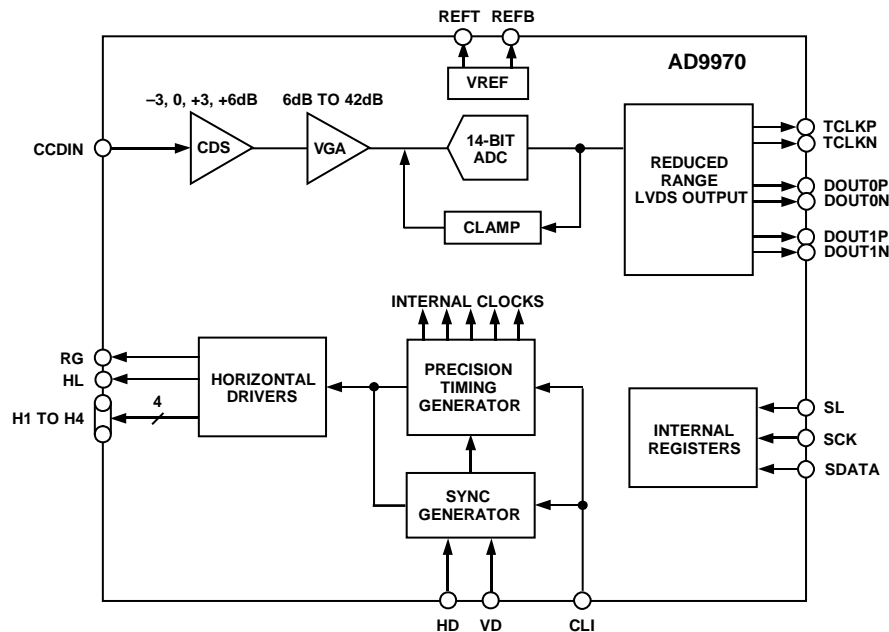 REFT REFB
AD9970
VREF
–3, 0, +3, +6dB
6dB TO 42dB
CCDIN
CDS
VGA
14-BIT
ADC
CLAMP
REDUCED
RANGE
LVDS OUTPUT
TCLKP
TCLKN
DOUT0P
DOUT0N
DOUT1P
DOUT1N
INTERNAL CLOCKS
RG
HL
H1 TO H4
4
HORIZONTAL
DRIVERS
PRECISION
TIMING
GENERATOR
SYNC
GENERATOR
INTERNAL
REGISTERS
SL
SCK
SDATA
HD VD CLI